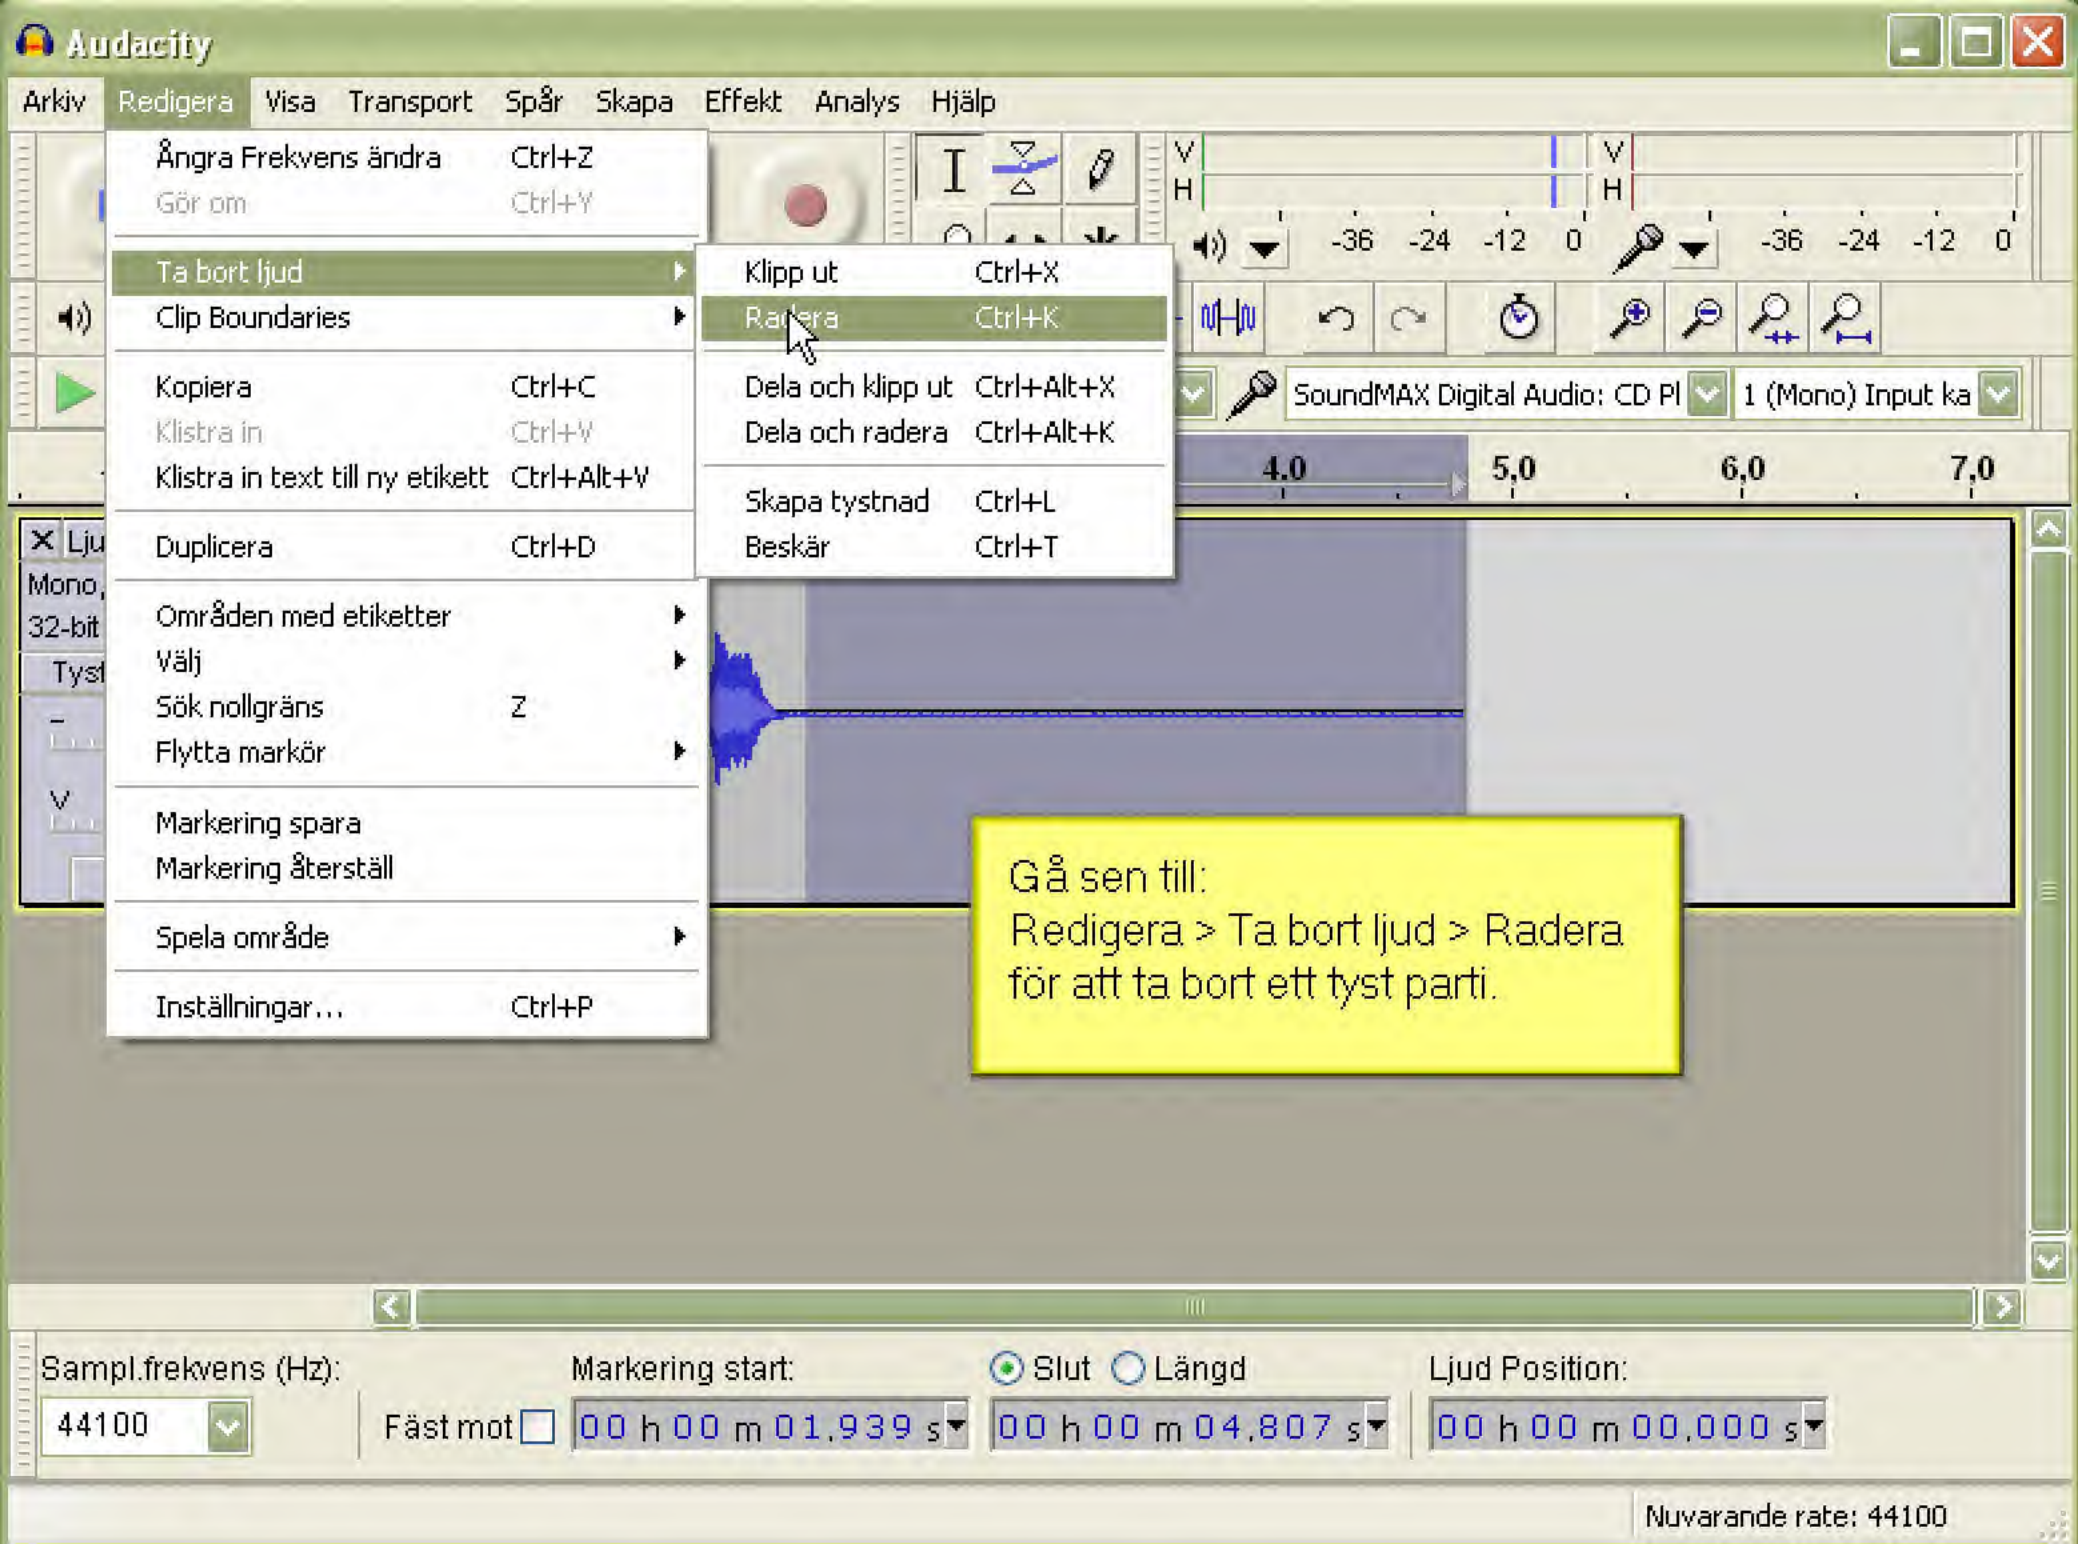 Audacity
Arkiv Redigera Visa Transport Spår Skapa Effekt Analys Hjälp
Ångra Frekvens ändra Ctrl+Z
Gör om Ctrl+Y
Ta bort ljud
Clip Boundaries
Kopiera Ctrl+C
Klistra in Ctrl+V
Klistra in text till ny etikett Ctrl+Alt+V
Duplicera Ctrl+D
Områden med etiketter
Välj
Sök nollgräns Z
Flytta markör
Markering spara
Markering återställ
Spela område
Inställningar... Ctrl+P
Klipp ut Ctrl+X
Radera Ctrl+K
Dela och klipp ut Ctrl+Alt+X
Dela och radera Ctrl+Alt+K
Skapa tystnad Ctrl+L
Beskär Ctrl+T
V V
H H
-36 -24 -12 0 -36 -24 -12 0
SoundMAX Digital Audio: CD Pl 1 (Mono) Input ka
4,0 5,0 6,0 7,0
X Lju
Mono,
32-bit
Tyst
-
V
Gå sen till:
Redigera > Ta bort ljud > Radera
för att ta bort ett tyst parti.
Sampl.frekvens (Hz): Markering start: Slut Längd Ljud Position:
44100 Fäst mot 00 h 00 m 01,939 s 00 h 00 m 04,807 s 00 h 00 m 00,000 s
Nuvarande rate: 44100